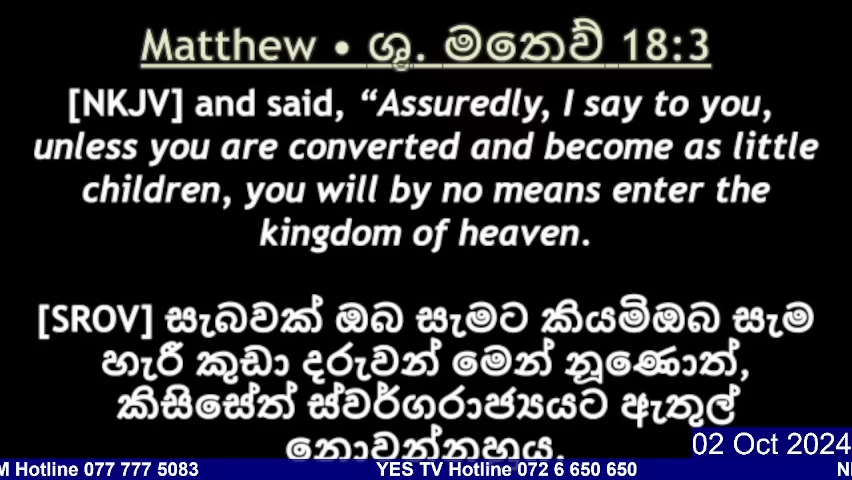 Matthew • ශු. මතෙව් 18:3
[NKJV] and said, “Assuredly, I say to you,
unless you are converted and become as little
children, you will by no means enter the
kingdom of heaven.
[SROV] සැබවක් ඔබ සැමට කියමිඔබ සැම
හැරී කුඩා දරුවන් මෙන් නූණොත්,
කිසිසේත් ස්වර්ගරාජ්‍යයට ඇතුල්
නොවන්නහුය.
02 Oct 2024
M Hotline 077 777 5083 YES TV Hotline 072 6 650 650 N